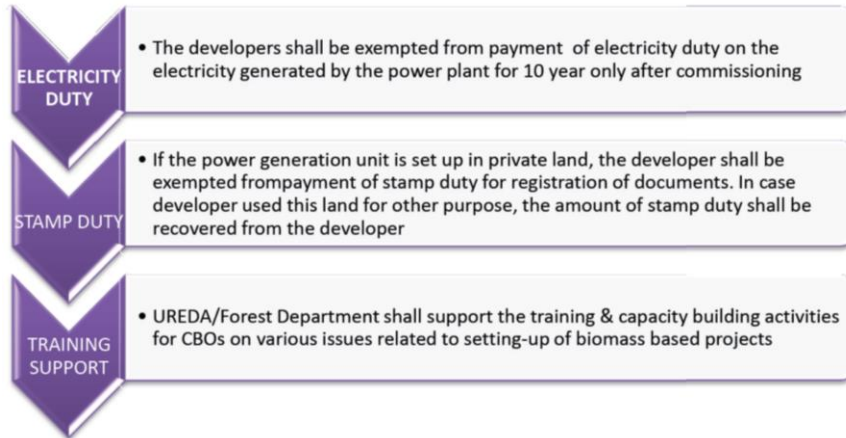 ELECTRICITY
DUTY
• The developers shall be exempted from payment of electricity duty on the
electricity generated by the power plant for 10 year only after commissioning
STAMP DUTY
• If the power generation unit is set up in private land, the developer shall be
exempted frompayment of stamp duty for registration of documents. In case
developer used this land for other purpose, the amount of stamp duty shall be
recovered from the developer
TRAINING
SUPPORT
• UREDA/Forest Department shall support the training & capacity building activities
for CBOs on various issues related to setting-up of biomass based projects